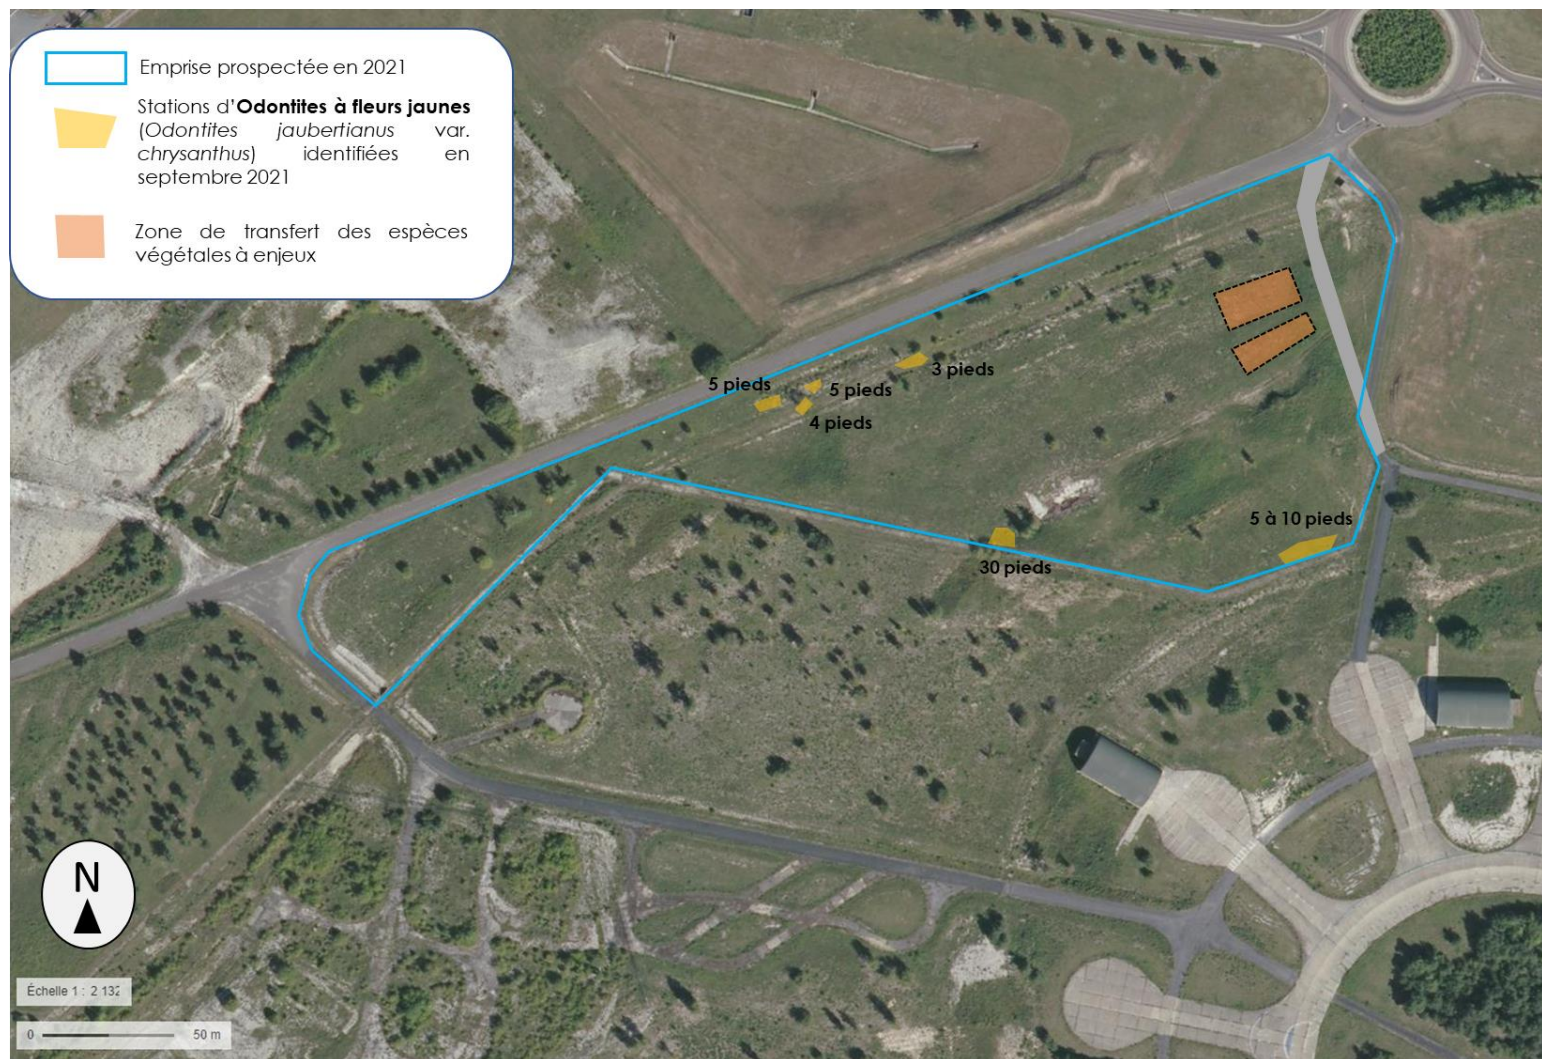 Emprise prospectée en 2021
Stations d'Odontites à fleurs jaunes
(Odontites jaubertianus var.
chrysanthus) identifiées en
septembre 2021
Zone de transfert des espèces
végétales à enjeux
5 pieds
5 pieds
3 pieds
4 pieds
5 à 10 pieds
30 pieds
N
Échelle 1 : 2 132
0 50 m